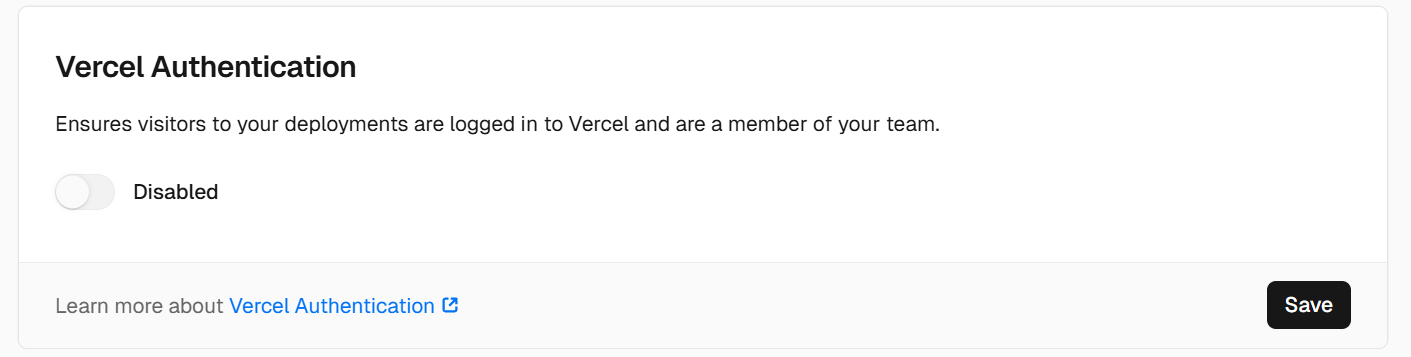 Vercel Authentication
Ensures visitors to your deployments are logged in to Vercel and are a member of your team.
Disabled
Learn more about Vercel Authentication
Save